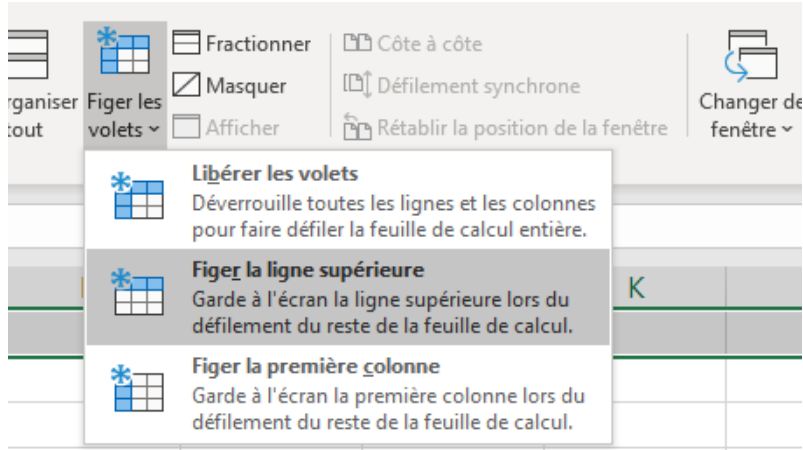 Fractionner
Côte à côte
Masquer
Défilement synchrone
Afficher
Rétablir la position de la fenêtre
rganiser
tout
Figer les
volets
Changer de
fenêtre
Libérer les volets
Déverrouille toutes les lignes et les colonnes
pour faire défiler la feuille de calcul entière.
Figer la ligne supérieure
Garde à l'écran la ligne supérieure lors du
défilement du reste de la feuille de calcul.
K
Figer la première colonne
Garde à l'écran la première colonne lors du
défilement du reste de la feuille de calcul.